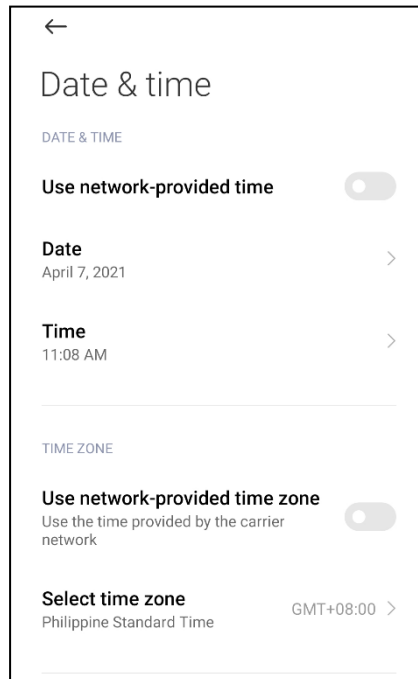 Date & time
DATE & TIME
Use network-provided time
Date
April 7, 2021
Time
11:08 AM
TIME ZONE
Use network-provided time zone
Use the time provided by the carrier
network
Select time zone
GMT+08:00
Philippine Standard Time